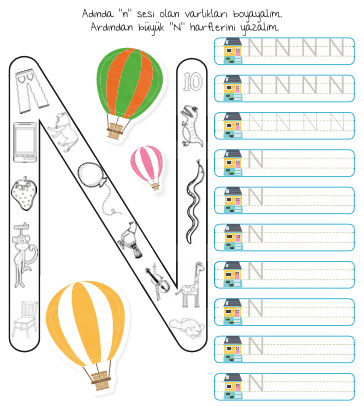 Adında "n" sesi olan varlıkları boyayalım.
Ardından büyük "N" harflerini yazalım.
10
N N N N N
N N N N N
N N N N N
N
N
N
N
N
N